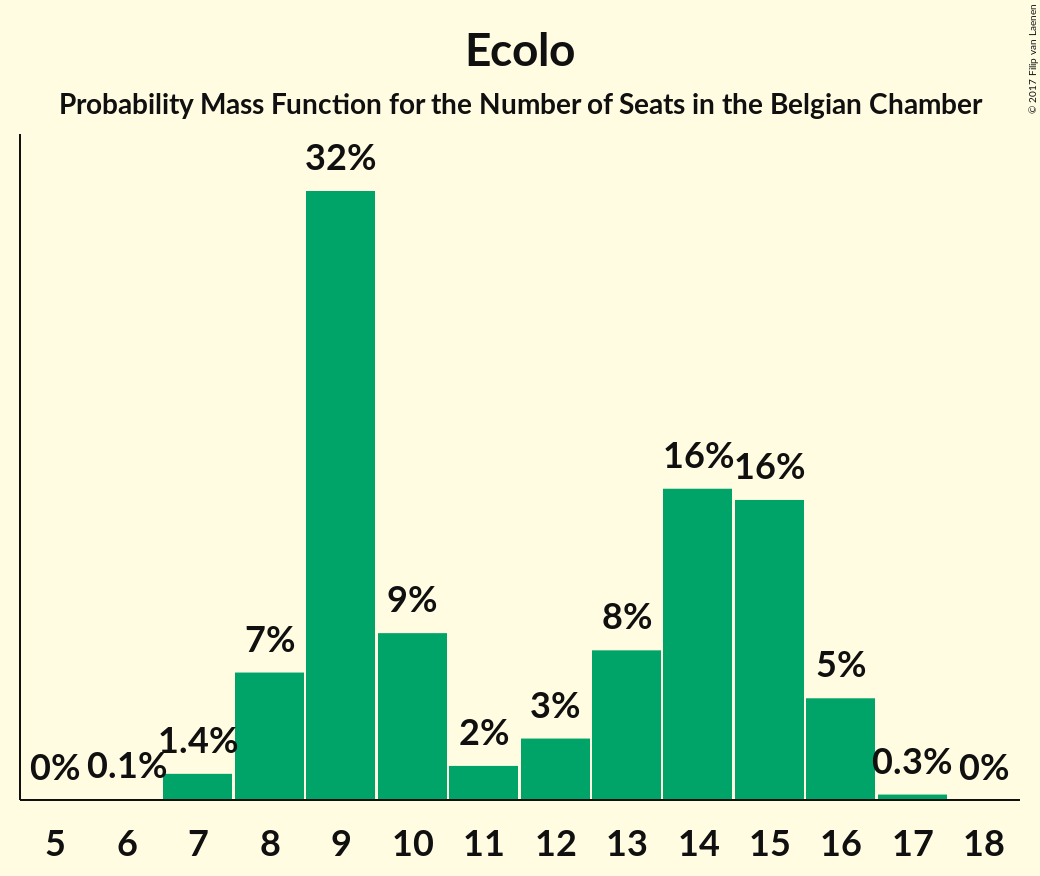 Ecolo
Probability Mass Function for the Number of Seats in the Belgian Chamber
© 2017 Filip van Laenen
0% 0.1% 1.4% 7% 32% 9% 2% 3% 8% 16% 16% 5% 0.3% 0%
5 6 7 8 9 10 11 12 13 14 15 16 17 18